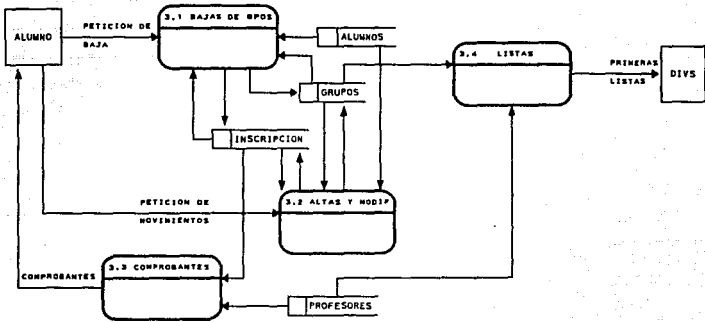 3.1 BAJAS DE GPOS
ALUMNO
PETICION DE
BAJA
ALUMNOS
3.4 LISTAS
PRIMERAS
LISTAS
DIVS
GRUPOS
INSCRIPCION
PETICION DE
MOVIMIENTOS
3.2 ALTAS Y MODIF
COMPROBANTES
3.3 COMPROBANTES
PROFESORES